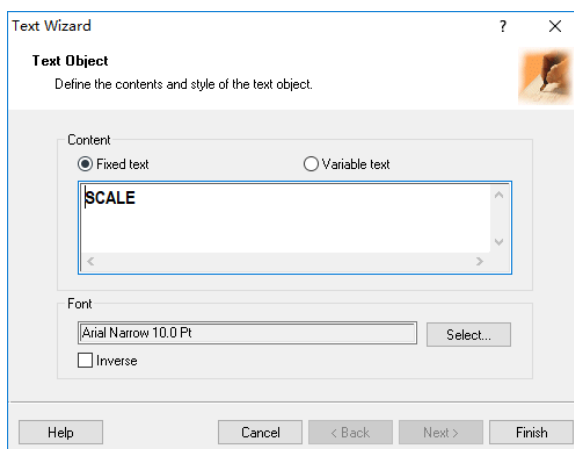 Text Wizard ? X
Text Object
Define the contents and style of the text object.
Content
Fixed text Variable text
SCALE
Font
Arial Narrow 10.0 Pt Select...
Inverse
Help Cancel < Back Next > Finish